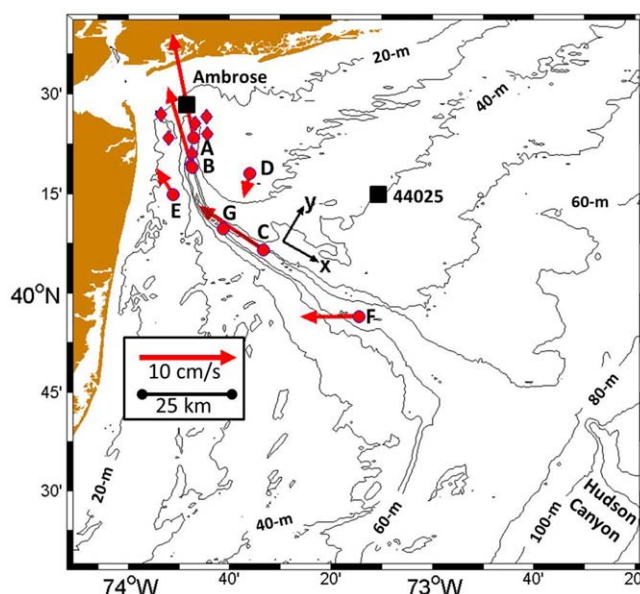 20-m
30'
Ambrose
40-m
A
B
D
15'
44025
E
y
60-m
G
C
x
40°N
F
10 cm/s
25 km
45'
80-m
20-m
30'
40-m
60-m
100-m
Hudson
Canyon
74°W
40'
20'
73°W
40'
20